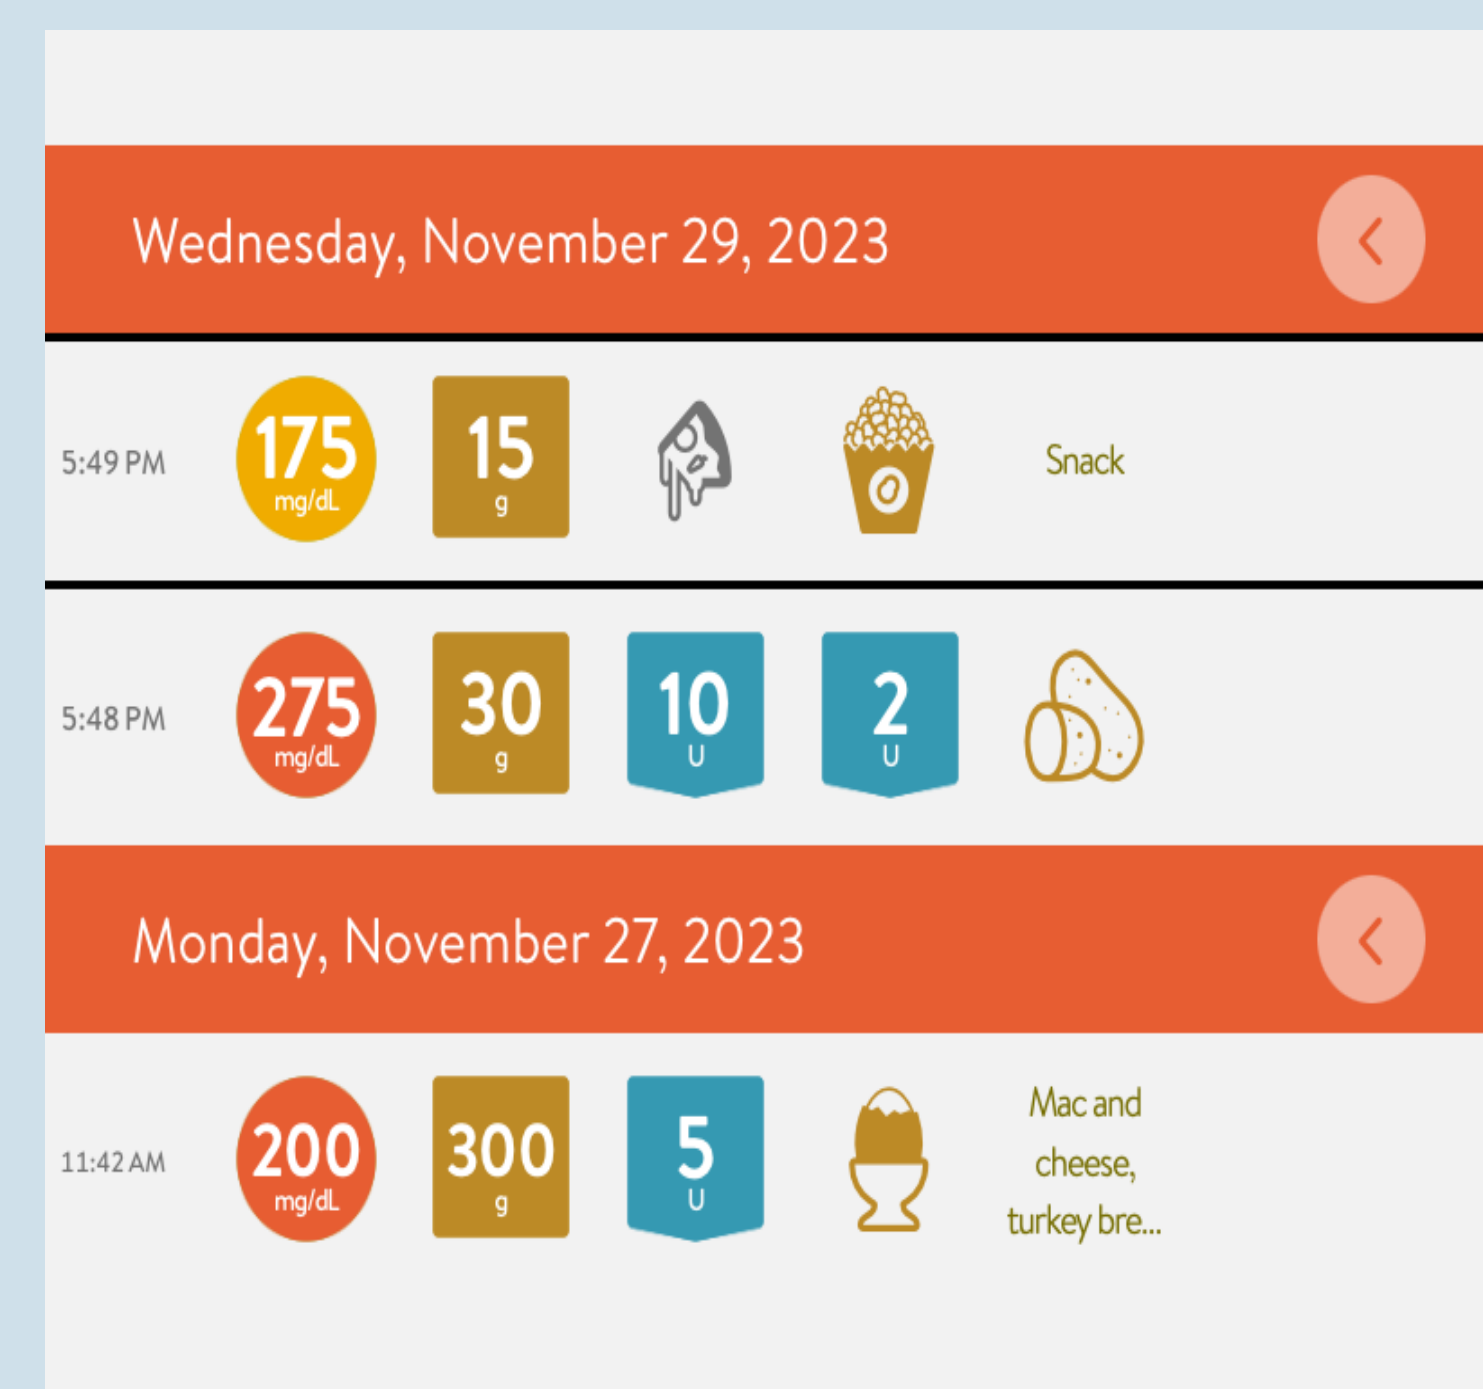 Wednesday, November 29, 2023
5:49 PM
175
mg/dL
15
g
Snack
5:48 PM
275
mg/dL
30
g
10
U
2
U
Monday, November 27, 2023
11:42 AM
200
mg/dL
300
g
5
U
Mac and
cheese,
turkey bre...